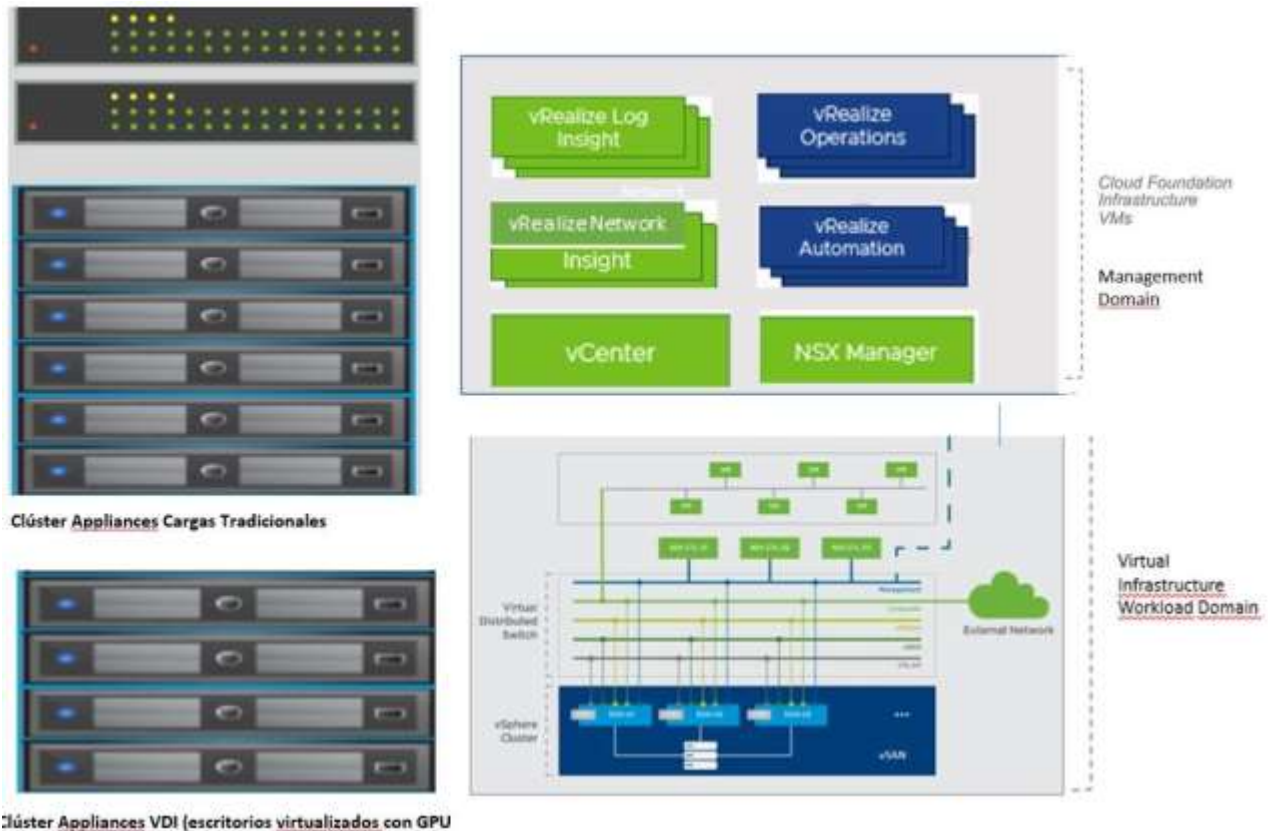 vRealize Log
Insight
vRealize
Operations
vRealize Network
Insight
vRealize
Automation
vCenter
NSX Manager
Cloud Foundation
Infrastructure
VMs
Management
Domain
Clúster Appliances Cargas Tradicionales
Management
Virtual
Distributed
Switch
External Network
vSphere
Cluster
vSAN
Virtual
Infrastructure
Workload Domain
Clúster Appliances VDI (escritorios virtualizados con GPU